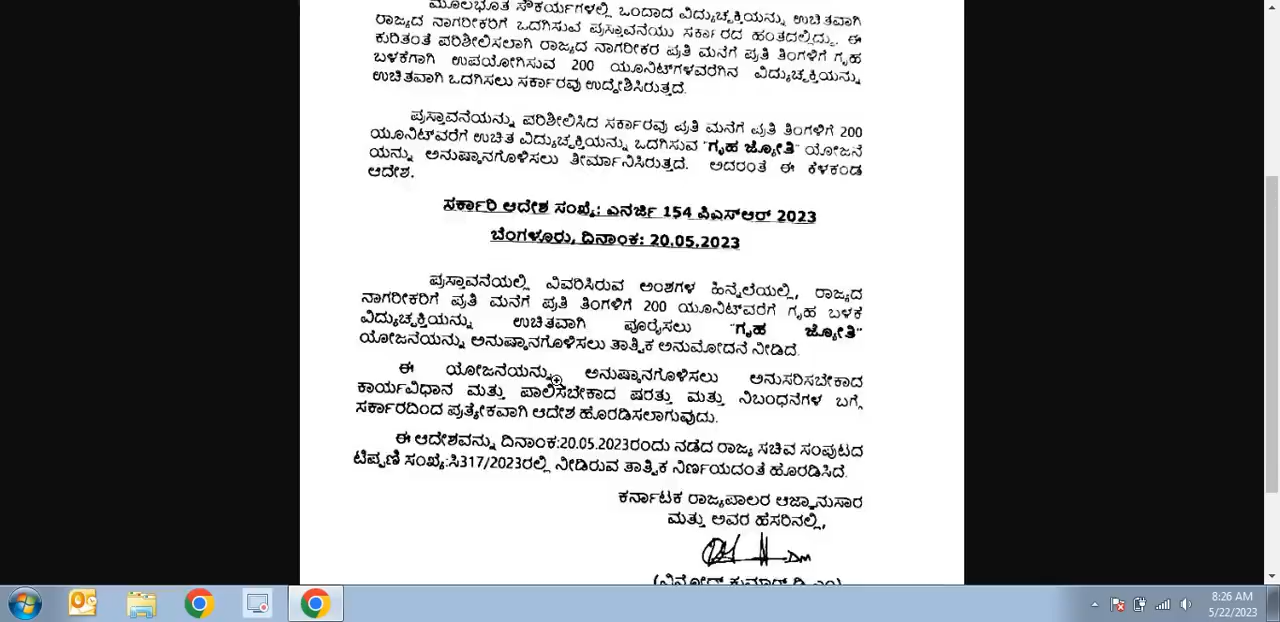 ಮೂಲಭೂತ ಸೌಕರ್ಯಗಳಲ್ಲಿ ಒಂದಾದ ವಿದ್ಯುಚ್ಛಕ್ತಿಯನ್ನು ಉಚಿತವಾಗಿ
ರಾಜ್ಯದ ನಾಗರೀಕರಿಗೆ ಒದಗಿಸುವ ಪ್ರಸ್ತಾವನೆಯು ಸರ್ಕಾರದ ಹಂತದಲ್ಲಿದ್ದು, ಈ
ಕುರಿತಂತೆ ಪರಿಶೀಲಿಸಲಾಗಿ ರಾಜ್ಯದ ನಾಗರೀಕರ ಪ್ರತಿ ಮನೆಗೆ ಪ್ರತಿ ತಿಂಗಳಿಗೆ ಗೃಹ
ಬಳಕೆಗಾಗಿ ಉಪಯೋಗಿಸುವ 200 ಯೂನಿಟ್‌ಗಳವರೆಗಿನ ವಿದ್ಯುಚ್ಛಕ್ತಿಯನ್ನು
ಉಚಿತವಾಗಿ ಒದಗಿಸಲು ಸರ್ಕಾರವು ಉದ್ದೇಶಿಸಿರುತ್ತದೆ.
ಪ್ರಸ್ತಾವನೆಯನ್ನು ಪರಿಶೀಲಿಸಿದ ಸರ್ಕಾರವು ಪ್ರತಿ ಮನೆಗೆ ಪ್ರತಿ ತಿಂಗಳಿಗೆ 200
ಯೂನಿಟ್‌ವರೆಗೆ ಉಚಿತ ವಿದ್ಯುಚ್ಛಕ್ತಿಯನ್ನು ಒದಗಿಸುವ "ಗೃಹ ಜ್ಯೋತಿ" ಯೋಜನೆ
ಯನ್ನು ಅನುಷ್ಠಾನಗೊಳಿಸಲು ತೀರ್ಮಾನಿಸಿರುತ್ತದೆ. ಅದರಂತೆ ಈ ಕೆಳಕಂಡ
ಆದೇಶ.
ಸರ್ಕಾರಿ ಆದೇಶ ಸಂಖ್ಯೆ: ಎನರ್ಜಿ 154 ಪಿಎಸ್‌ಆರ್ 2023
ಬೆಂಗಳೂರು, ದಿನಾಂಕ: 20.05.2023
ಪ್ರಸ್ತಾವನೆಯಲ್ಲಿ ವಿವರಿಸಿರುವ ಅಂಶಗಳ ಹಿನ್ನೆಲೆಯಲ್ಲಿ, ರಾಜ್ಯದ
ನಾಗರೀಕರಿಗೆ ಪ್ರತಿ ಮನೆಗೆ ಪ್ರತಿ ತಿಂಗಳಿಗೆ 200 ಯೂನಿಟ್‌ವರೆಗೆ ಗೃಹ ಬಳಕೆ
ವಿದ್ಯುಚ್ಛಕ್ತಿಯನ್ನು ಉಚಿತವಾಗಿ ಪೂರೈಸಲು "ಗೃಹ ಜ್ಯೋತಿ"
ಯೋಜನೆಯನ್ನು ಅನುಷ್ಠಾನಗೊಳಿಸಲು ತಾತ್ವಿಕ ಅನುಮೋದನೆ ನೀಡಿದೆ.
ಈ ಯೋಜನೆಯನ್ನು ಅನುಷ್ಠಾನಗೊಳಿಸಲು ಅನುಸರಿಸಬೇಕಾದ
ಕಾರ್ಯವಿಧಾನ ಮತ್ತು ಪಾಲಿಸಬೇಕಾದ ಷರತ್ತು ಮತ್ತು ನಿಬಂಧನೆಗಳ ಬಗ್ಗೆ
ಸರ್ಕಾರದಿಂದ ಪ್ರತ್ಯೇಕವಾಗಿ ಆದೇಶ ಹೊರಡಿಸಲಾಗುವುದು.
ಈ ಆದೇಶವನ್ನು ದಿನಾಂಕ:20.05.2023ರಂದು ನಡೆದ ರಾಜ್ಯ ಸಚಿವ ಸಂಪುಟದ
ಟಿಪ್ಪಣಿ ಸಂಖ್ಯೆ:ಸಿ317/2023ರಲ್ಲಿ ನೀಡಿರುವ ತಾತ್ವಿಕ ನಿರ್ಣಯದಂತೆ ಹೊರಡಿಸಿದೆ.
ಕರ್ನಾಟಕ ರಾಜ್ಯಪಾಲರ ಆಜ್ಞಾನುಸಾರ
ಮತ್ತು ಅವರ ಹೆಸರಿನಲ್ಲಿ,
(ವಿನೋದ್ ಕುಮಾರ್ ಡಿ.ಎಂ)
8:26 AM
5/22/2023